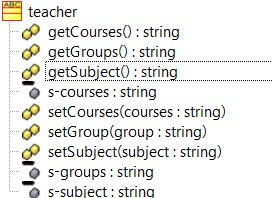 teacher
getCourses() : string
getGroups() : string
getSubject() : string
s-courses : string
setCourses(courses : string)
setGroup(group : string)
setSubject(subject : string)
s-groups : string
s-subject : string